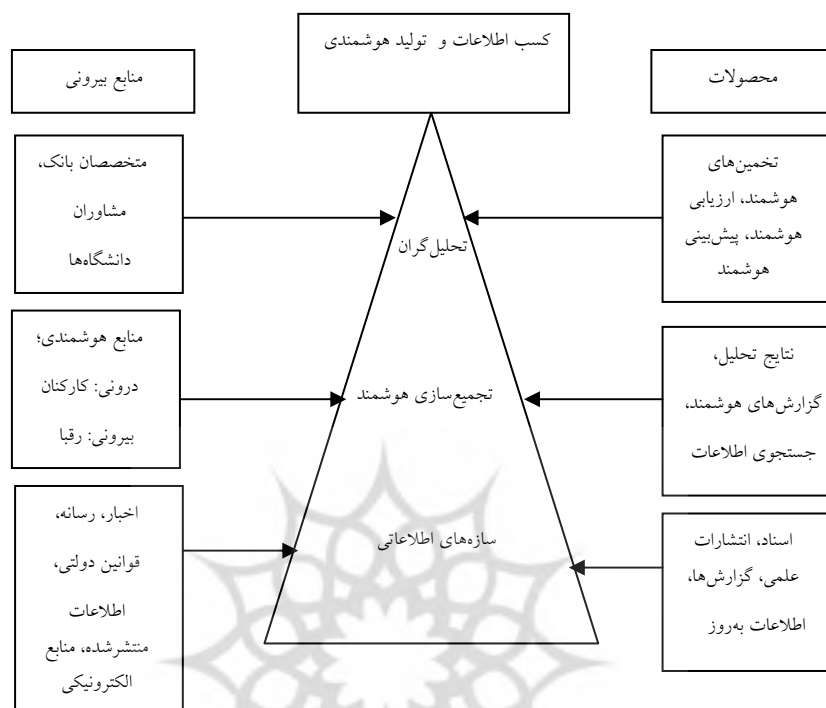 کسب اطلاعات و تولید هوشمندی
محصولات
منابع بیرونی
تخمین‌های
هوشمند، ارزیابی
هوشمند، پیش‌بینی
هوشمند
تحلیل‌گران
متخصصان بانک،
مشاوران
دانشگاه‌ها
نتایج تحلیل،
گزارش‌های هوشمند،
جستجوی اطلاعات
تجمیع‌سازی هوشمند
منابع هوشمندی؛
درونی: کارکنان
بیرونی: رقبا
اسناد، انتشارات
علمی، گزارش‌ها،
اطلاعات به‌روز
سازه‌های اطلاعاتی
اخبار، رسانه،
قوانین دولتی،
اطلاعات
منتشرشده، منابع
الکترونیکی